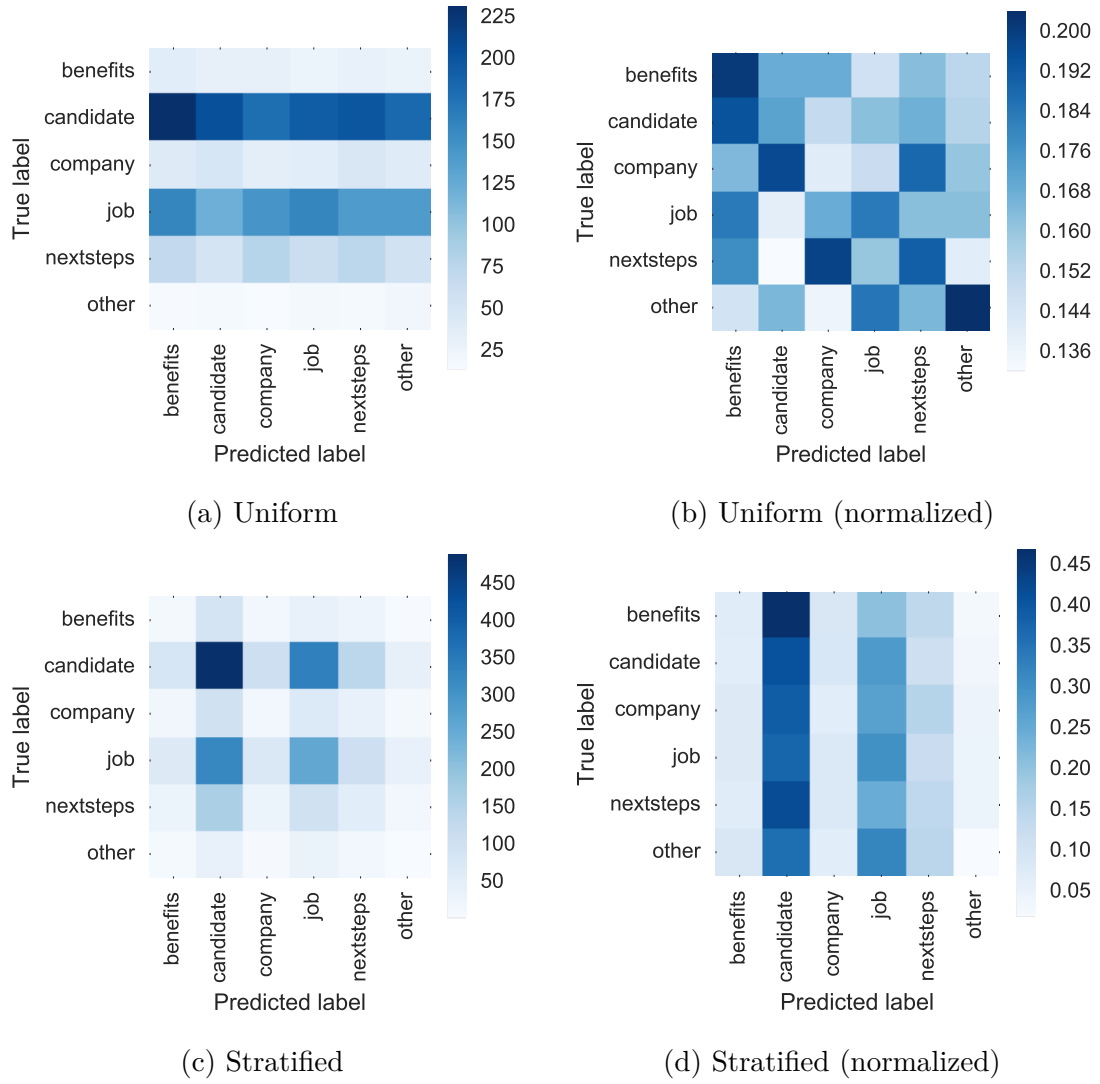 225
200
175
150
125
100
75
50
25
benefits
candidate
company
job
nextsteps
other
True label
benefits
candidate
company
job
nextsteps
other
Predicted label
(a) Uniform
0.200
0.192
0.184
0.176
0.168
0.160
0.152
0.144
0.136
benefits
candidate
company
job
nextsteps
other
True label
benefits
candidate
company
job
nextsteps
other
Predicted label
(b) Uniform (normalized)
450
400
350
300
250
200
150
100
50
benefits
candidate
company
job
nextsteps
other
True label
benefits
candidate
company
job
nextsteps
other
Predicted label
(c) Stratified
0.45
0.40
0.35
0.30
0.25
0.20
0.15
0.10
0.05
benefits
candidate
company
job
nextsteps
other
True label
benefits
candidate
company
job
nextsteps
other
Predicted label
(d) Stratified (normalized)